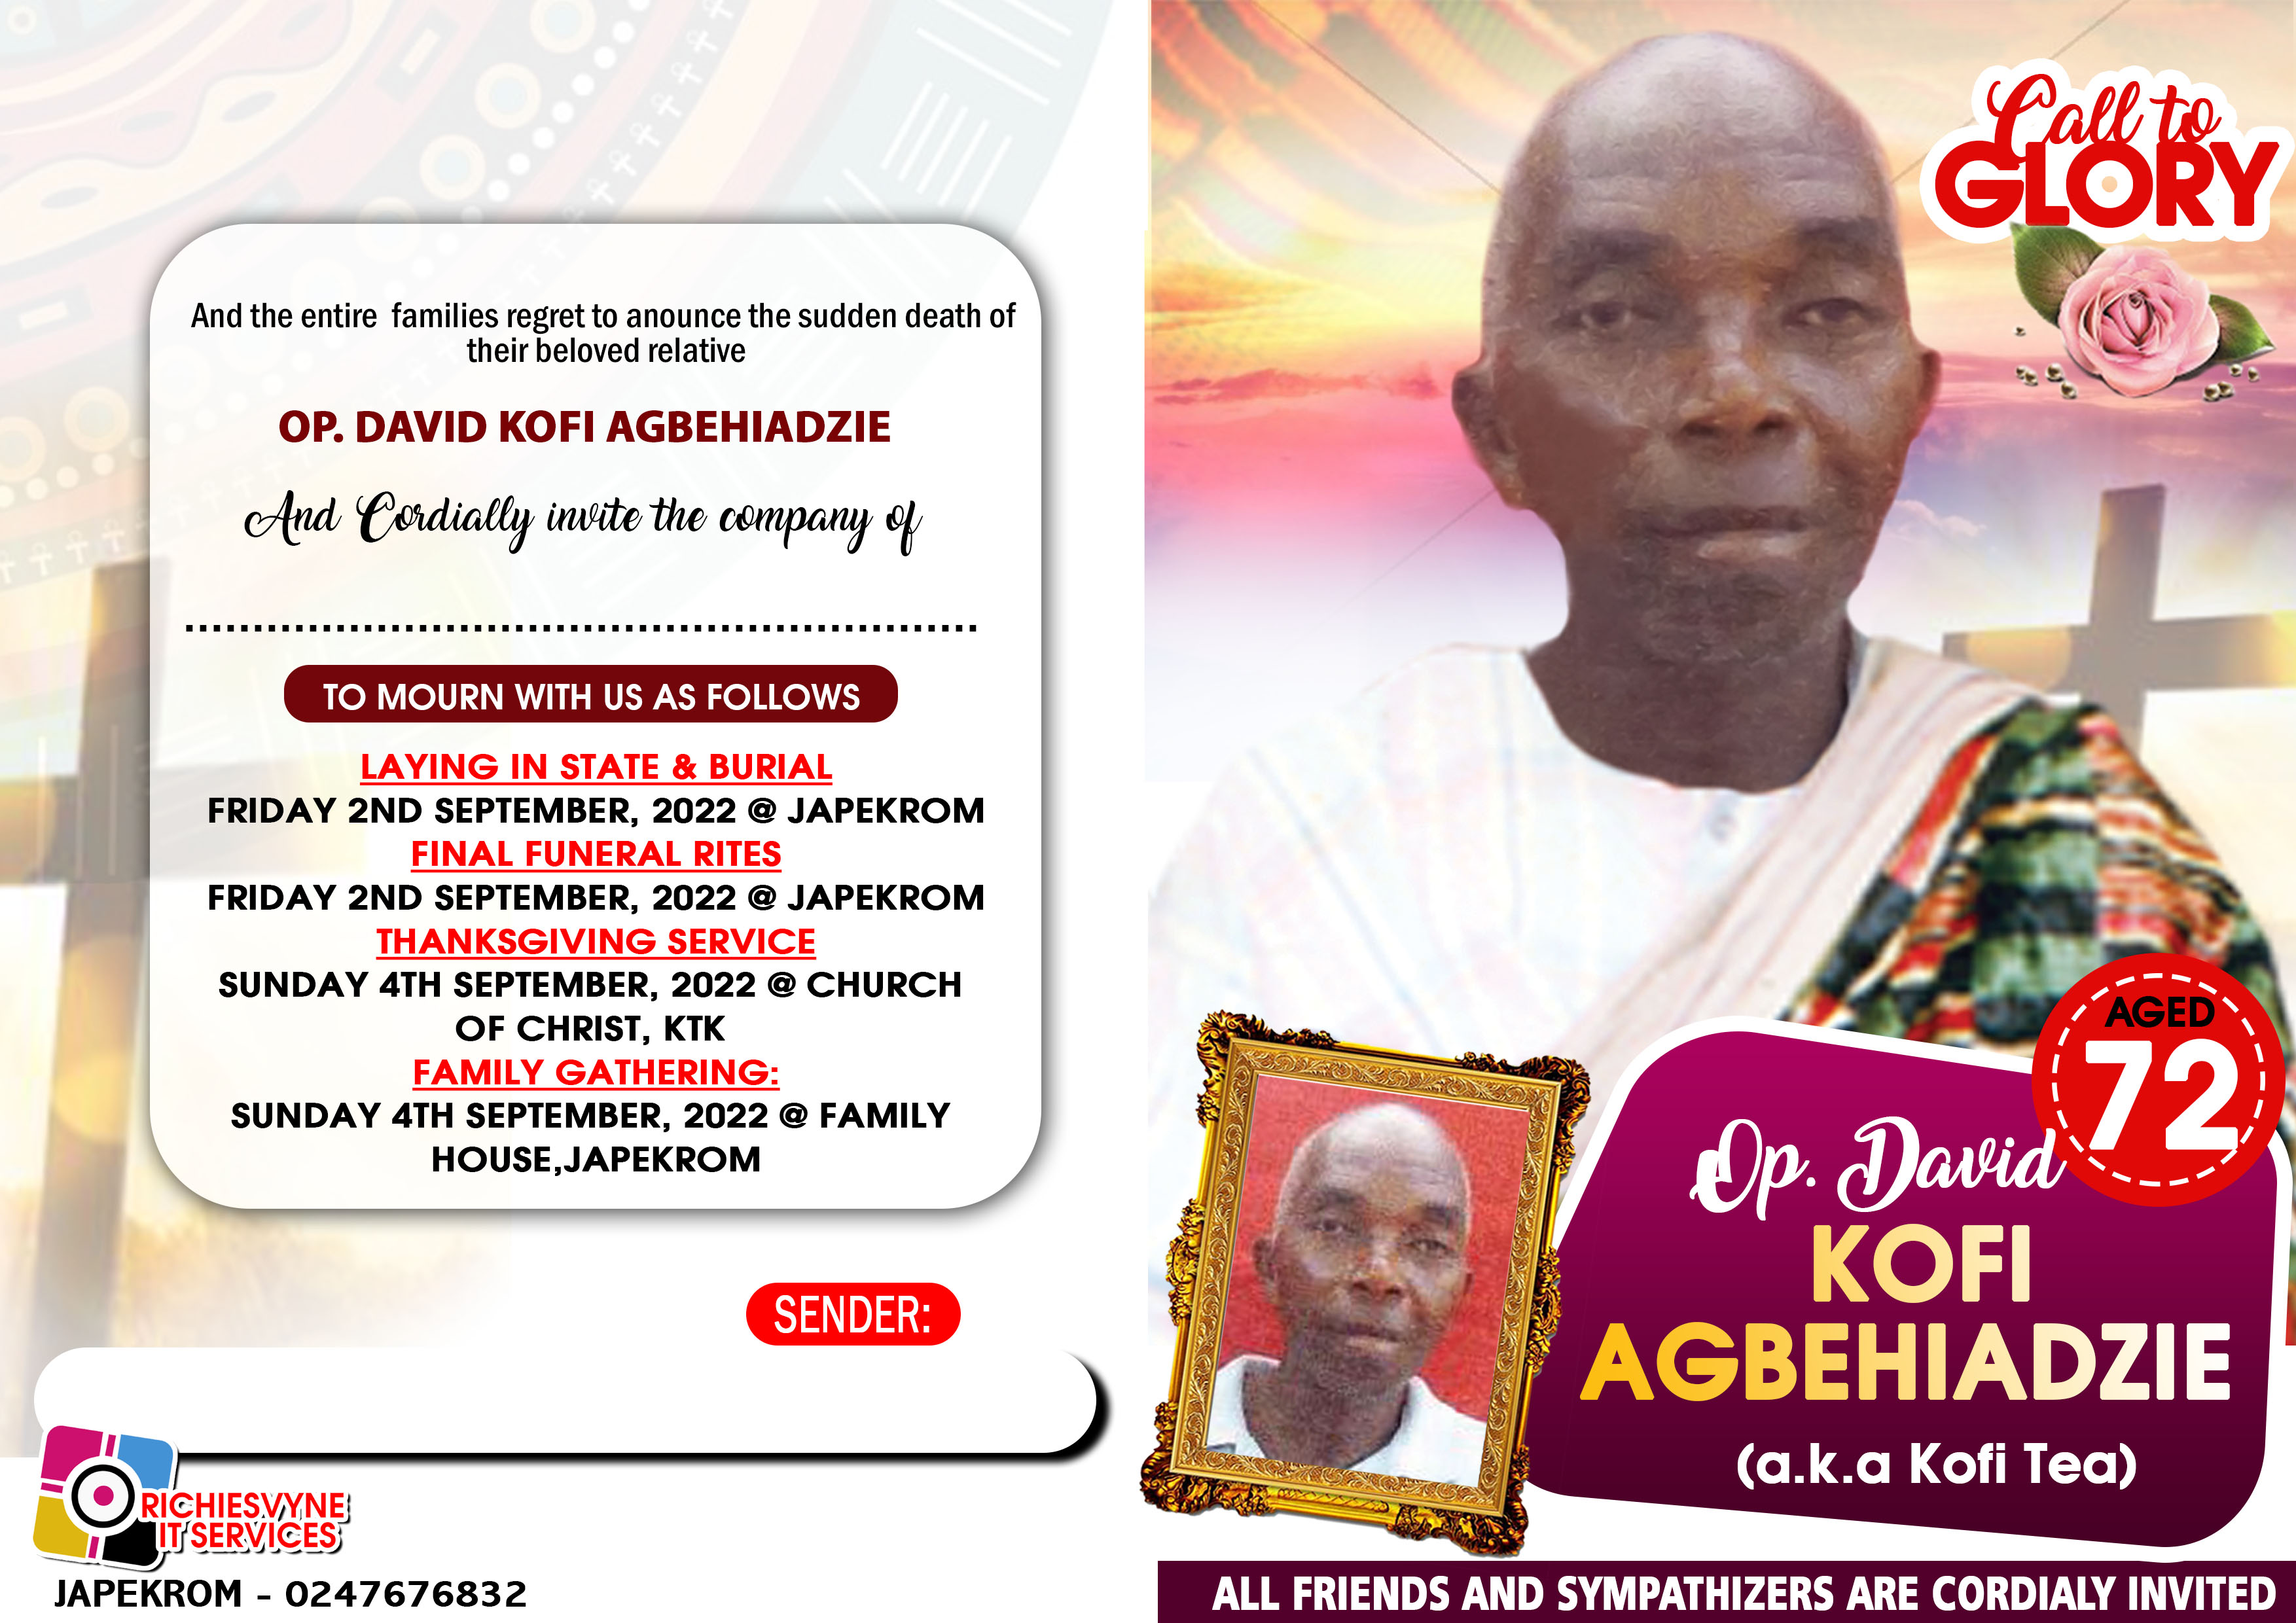 And the entire families regret to anounce the sudden death of
their beloved relative
OP. DAVID KOFI AGBEHIADZIE
And Cordially invite the company of
............................................................
TO MOURN WITH US AS FOLLOWS
LAYING IN STATE & BURIAL
FRIDAY 2ND SEPTEMBER, 2022 @ JAPEKROM
FINAL FUNERAL RITES
FRIDAY 2ND SEPTEMBER, 2022 @ JAPEKROM
THANKSGIVING SERVICE
SUNDAY 4TH SEPTEMBER, 2022 @ CHURCH
OF CHRIST, KTK
FAMILY GATHERING:
SUNDAY 4TH SEPTEMBER, 2022 @ FAMILY
HOUSE,JAPEKROM
SENDER:
RICHIESVYNE
IT SERVICES
JAPEKROM - 0247676832
Call to
GLORY
AGED
72
Op. David
KOFI
AGBEHIADZIE
(a.k.a Kofi Tea)
ALL FRIENDS AND SYMPATHIZERS ARE CORDIALY INVITED